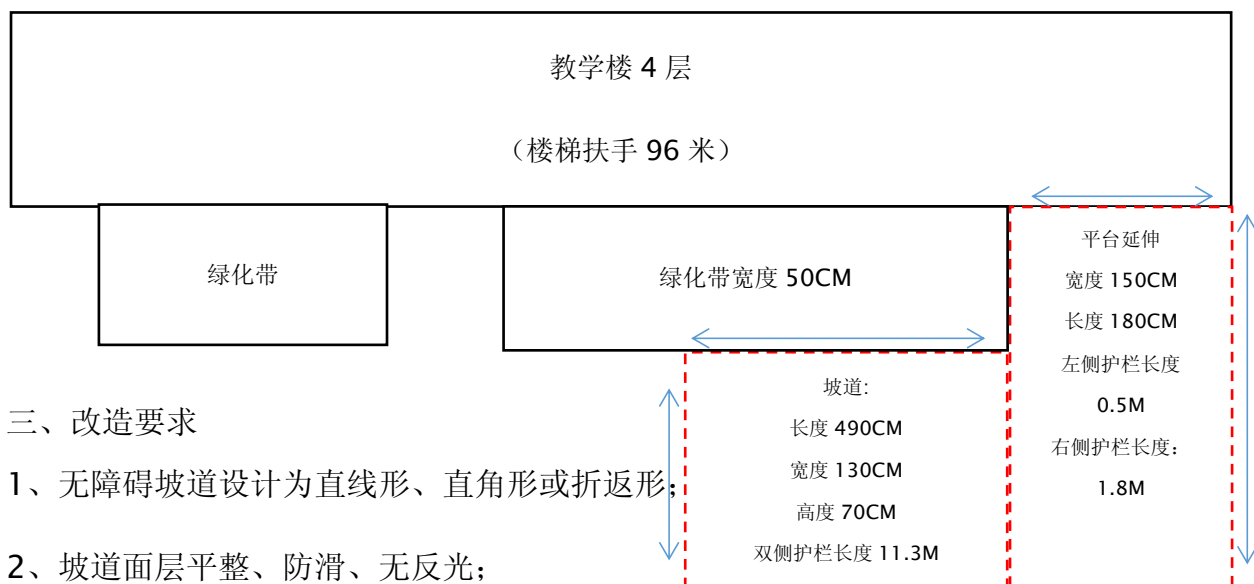 教学楼 4 层
（楼梯扶手 96 米）
绿化带
绿化带宽度 50CM
平台延伸
宽度 150CM
长度 180CM
左侧护栏长度
0.5M
右侧护栏长度：
1.8M
坡道:
长度 490CM
宽度 130CM
高度 70CM
双侧护栏长度 11.3M
三、改造要求
1、无障碍坡道设计为直线形、直角形或折返形；
2、坡道面层平整、防滑、无反光；